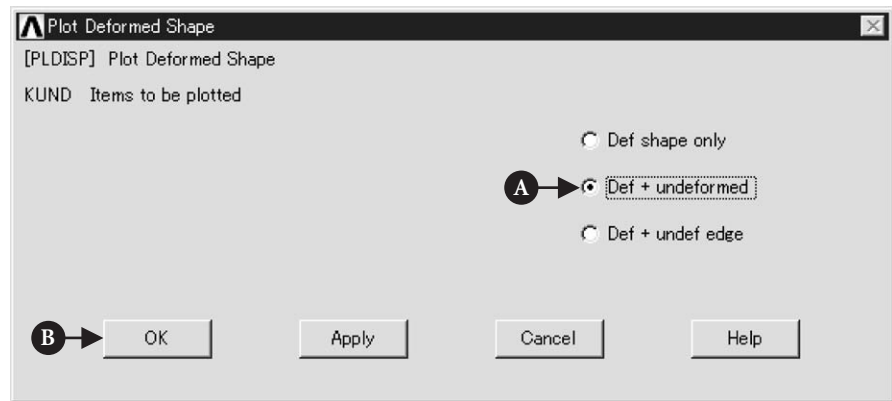 Plot Deformed Shape
[PLDISP] Plot Deformed Shape
KUND Items to be plotted
Def shape only
A Def + undeformed
Def + undef edge
B OK Apply Cancel Help